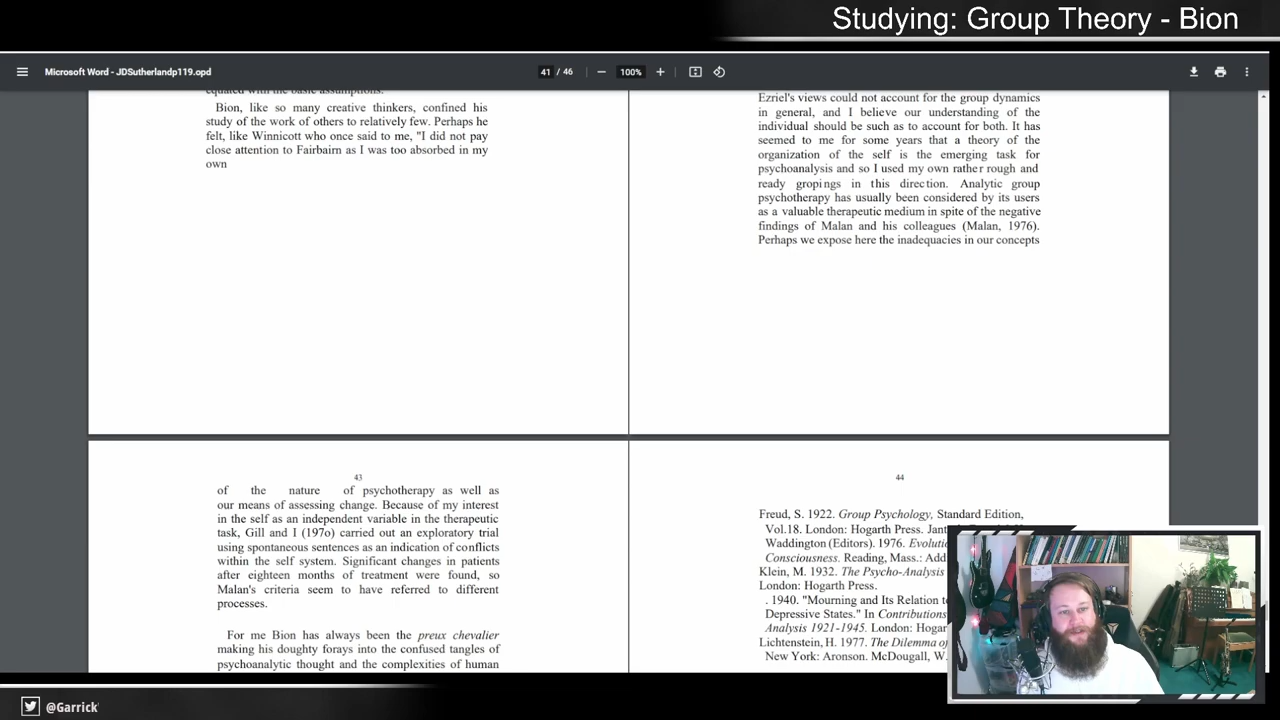 Studying: Group Theory - Bion
Microsoft Word - JDSutherlandp119.opd
41 / 46
100%
equated with the basic assumptions.
Bion, like so many creative thinkers, confined his
study of the work of others to relatively few. Perhaps he
felt, like Winnicott who once said to me, "I did not pay
close attention to Fairbairn as I was too absorbed in my
own
Ezriel's views could not account for the group dynamics
in general, and I believe our understanding of the
individual should be such as to account for both. It has
seemed to me for some years that a theory of the
organization of the self is the emerging task for
psychoanalysis and so I used my own rather rough and
ready gropings in this direction. Analytic group
psychotherapy has usually been considered by its users
as a valuable therapeutic medium in spite of the negative
findings of Malan and his colleagues (Malan, 1976).
Perhaps we expose here the inadequacies in our concepts
43
of the nature of psychotherapy as well as
our means of assessing change. Because of my interest
in the self as an independent variable in the therapeutic
task, Gill and I (197o) carried out an exploratory trial
using spontaneous sentences as an indication of conflicts
within the self system. Significant changes in patients
after eighteen months of treatment were found, so
Malan's criteria seem to have referred to different
processes.
For me Bion has always been the preux chevalier
making his doughty forays into the confused tangles of
psychoanalytic thought and the complexities of human
44
Freud, S. 1922. Group Psychology, Standard Edition,
Vol.18. London: Hogarth Press.
Waddington (Editors). 1976.
Consciousness. Reading, Mass.:
Klein, M. 1932. The Psycho-Analysis
London: Hogarth Press.
. 1940. "Mourning and Its Relation
Depressive States." In Contributions
Analysis 1921-1945. London:
Lichtenstein, H. 1977. The Dilemma of
New York: Aronson. McDougall, W.
@Garrick